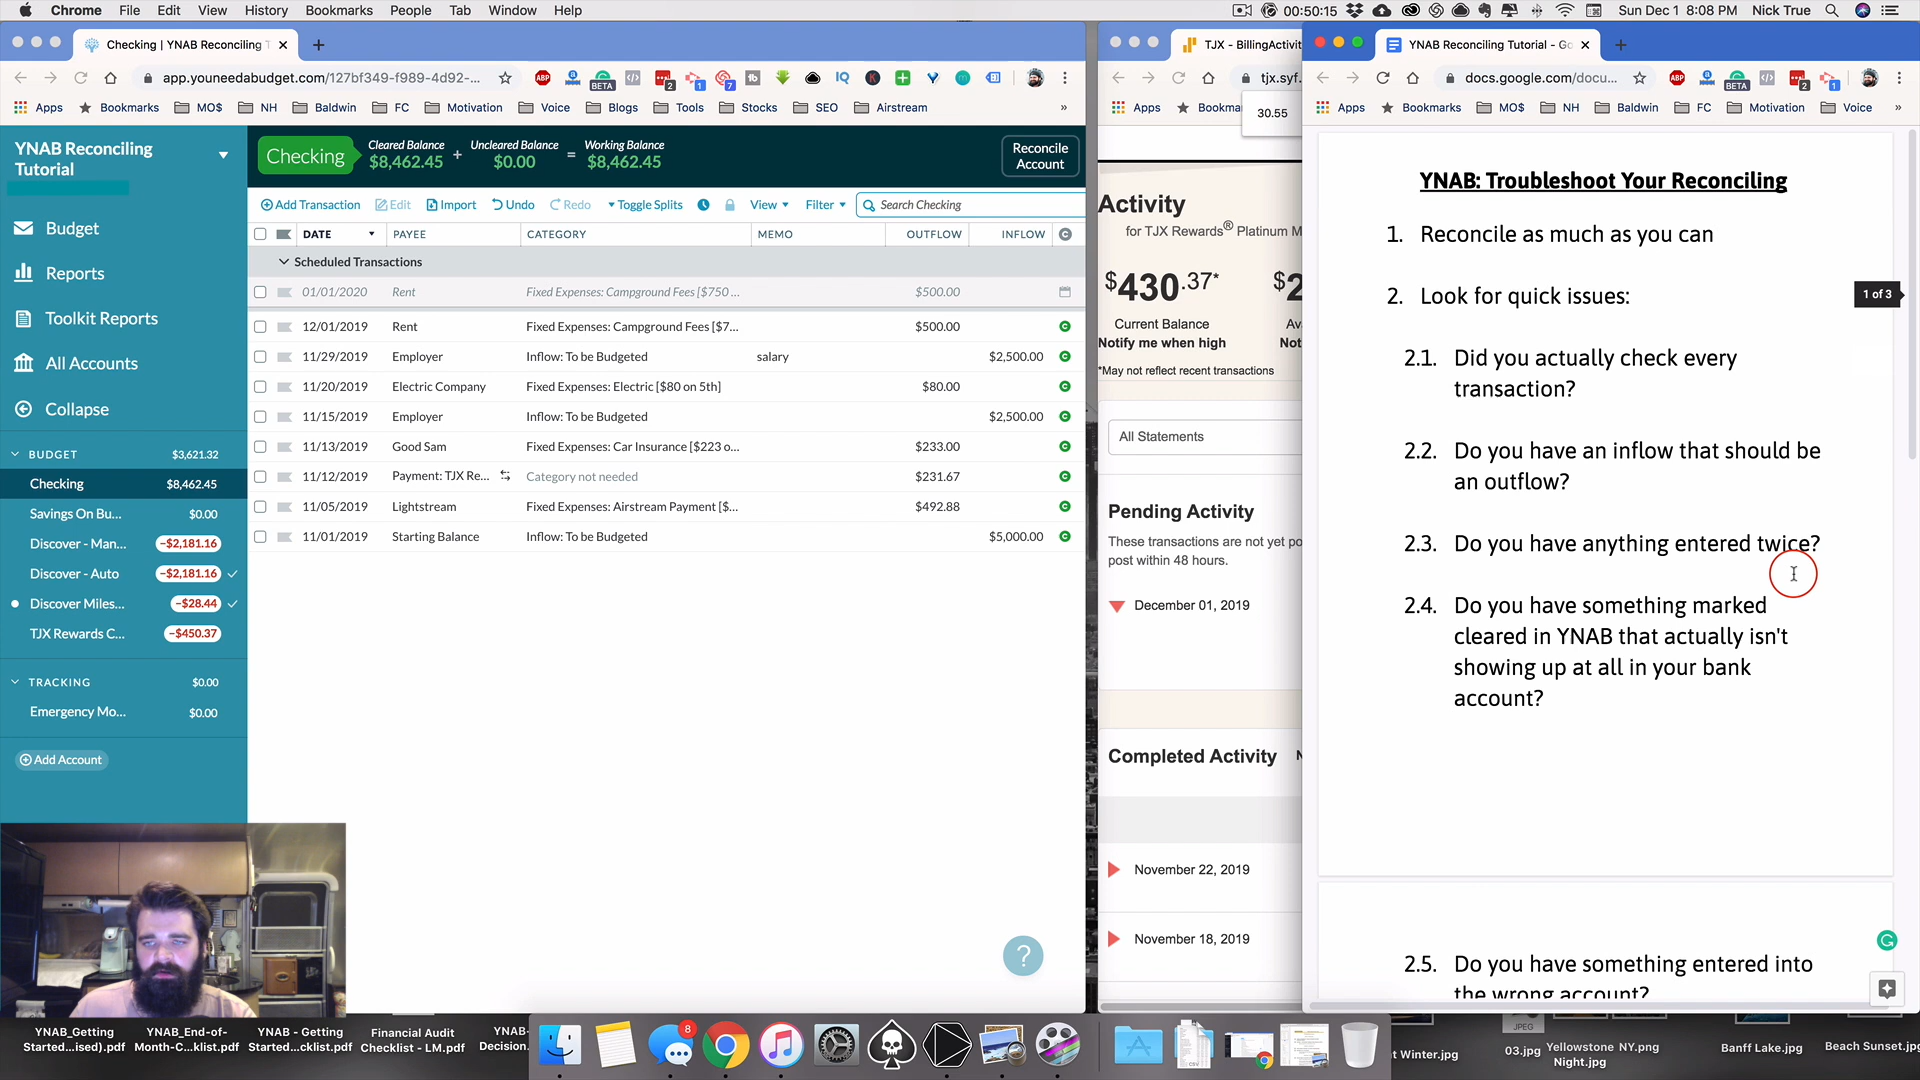 Chrome File Edit View History Bookmarks People Tab Window Help
00:50:15
Sun Dec 1 8:08 PM Nick True
Checking | YNAB Reconciling T
app.youneedabudget.com/127bf349-f989-4d92-...
Apps Bookmarks MO$ NH Baldwin FC Motivation Voice Blogs Tools Stocks SEO Airstream »
YNAB Reconciling
Tutorial
Budget
Reports
Toolkit Reports
All Accounts
Collapse
BUDGET $3,621.32
Checking $8,462.45
Savings On Bu... $0.00
Discover - Man... -$2,181.16
Discover - Auto -$2,181.16
Discover Miles... -$28.44
TJX Rewards C... -$450.37
TRACKING $0.00
Emergency Mo... $0.00
Add Account
Checking
Cleared Balance
$8,462.45
+
Uncleared Balance
$0.00
=
Working Balance
$8,462.45
Reconcile
Account
Add Transaction Edit Import Undo Redo Toggle Splits View Filter Search Checking
DATE PAYEE CATEGORY MEMO OUTFLOW INFLOW C
Scheduled Transactions
01/01/2020 Rent Fixed Expenses: Campground Fees [$750 ... $500.00
12/01/2019 Rent Fixed Expenses: Campground Fees [$7... $500.00
11/29/2019 Employer Inflow: To be Budgeted salary $2,500.00
11/20/2019 Electric Company Fixed Expenses: Electric [$80 on 5th] $80.00
11/15/2019 Employer Inflow: To be Budgeted $2,500.00
11/13/2019 Good Sam Fixed Expenses: Car Insurance [$223 o... $233.00
11/12/2019 Payment: TJX Re... Category not needed $231.67
11/05/2019 Lightstream Fixed Expenses: Airstream Payment [$... $492.88
11/01/2019 Starting Balance Inflow: To be Budgeted $5,000.00
?
TJX - BillingActivit
tjx.syf.
Apps Bookma
30.55
Activity
for TJX Rewards® Platinum M
$430.37*
$2
Current Balance
Notify me when high
Av
Not
*May not reflect recent transactions
All Statements
Pending Activity
These transactions are not yet po
post within 48 hours.
December 01, 2019
Completed Activity
November 22, 2019
November 18, 2019
YNAB Reconciling Tutorial - Go
docs.google.com/docu...
Apps Bookmarks MO$ NH Baldwin FC Motivation Voice »
YNAB: Troubleshoot Your Reconciling
1. Reconcile as much as you can
2. Look for quick issues:
1 of 3
2.1. Did you actually check every
transaction?
2.2. Do you have an inflow that should be
an outflow?
2.3. Do you have anything entered twice?
2.4. Do you have something marked
cleared in YNAB that actually isn't
showing up at all in your bank
account?
2.5. Do you have something entered into
the wrong account?
YNAB_Getting
Started...ised).pdf
YNAB_End-of-
Month-C...klist.pdf
YNAB - Getting
Started...cklist.pdf
Financial Audit
Checklist - LM.pdf
YNAB-
Decision.
8
t Winter.jpg
JPEG
03.jpg
Yellowstone
Night.jpg
NY.png
Banff Lake.jpg
Beach Sunset.jp